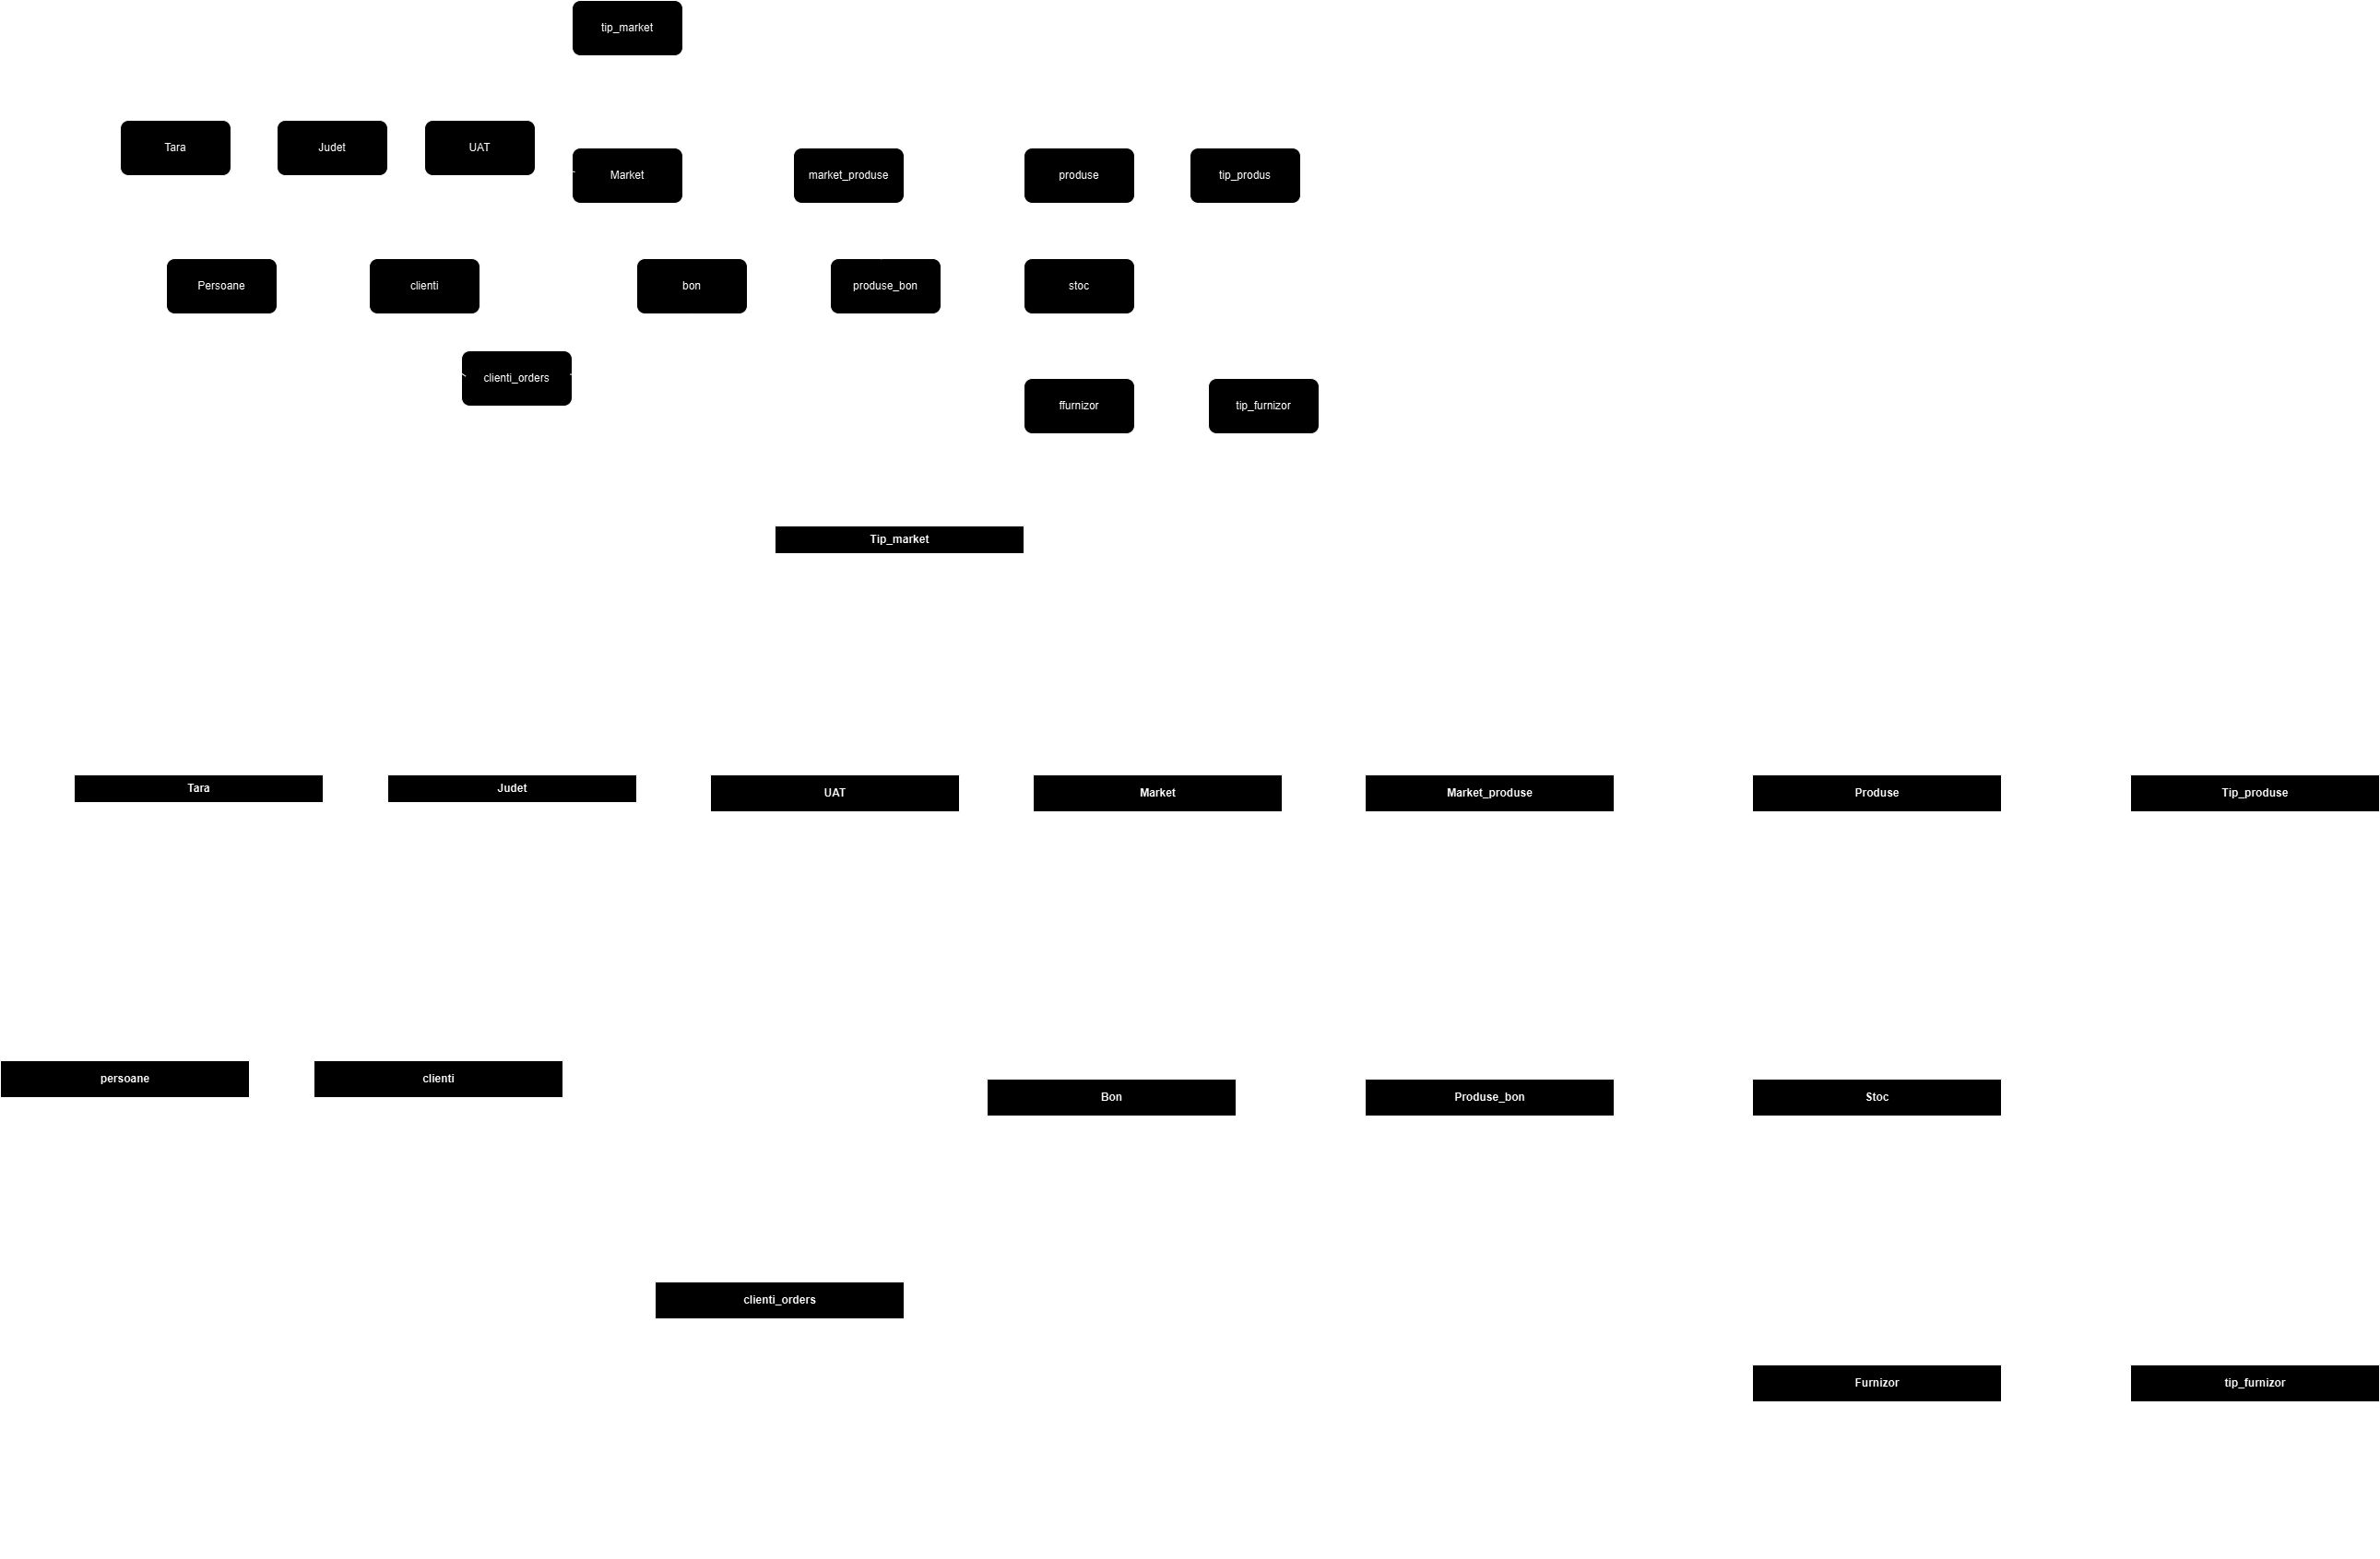 tip_market
Tara
Judet
UAT
Market
market_produse
produse
tip_produs
Persoane
clienti
bon
produse_bon
stoc
clienti_orders
ffurnizor
tip_furnizor
Tip_market
Tara
Judet
UAT
Market
Market_produse
Produse
Tip_produse
persoane
clienti
Bon
Produse_bon
Stoc
clienti_orders
Furnizor
tip_furnizor